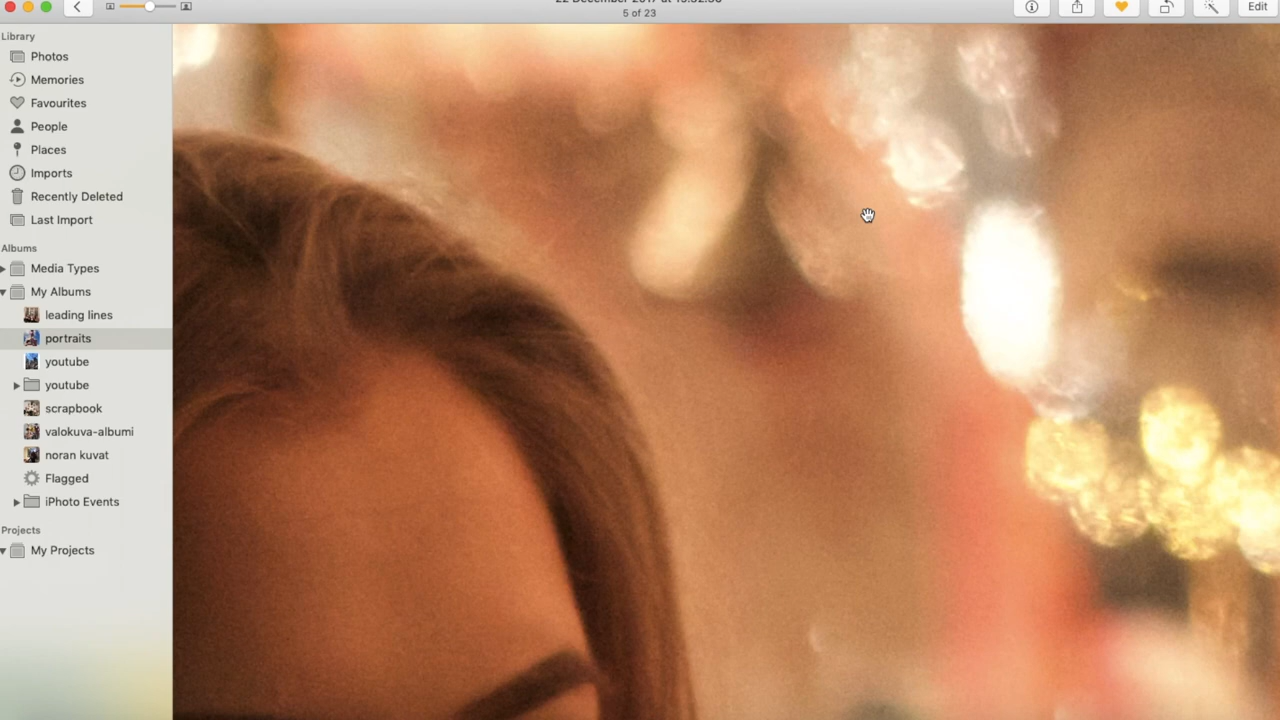 5 of 23
Edit
Library
Photos
Memories
Favourites
People
Places
Imports
Recently Deleted
Last Import
Albums
Media Types
My Albums
leading lines
portraits
youtube
youtube
scrapbook
valokuva-albumi
noran kuvat
Flagged
iPhoto Events
Projects
My Projects